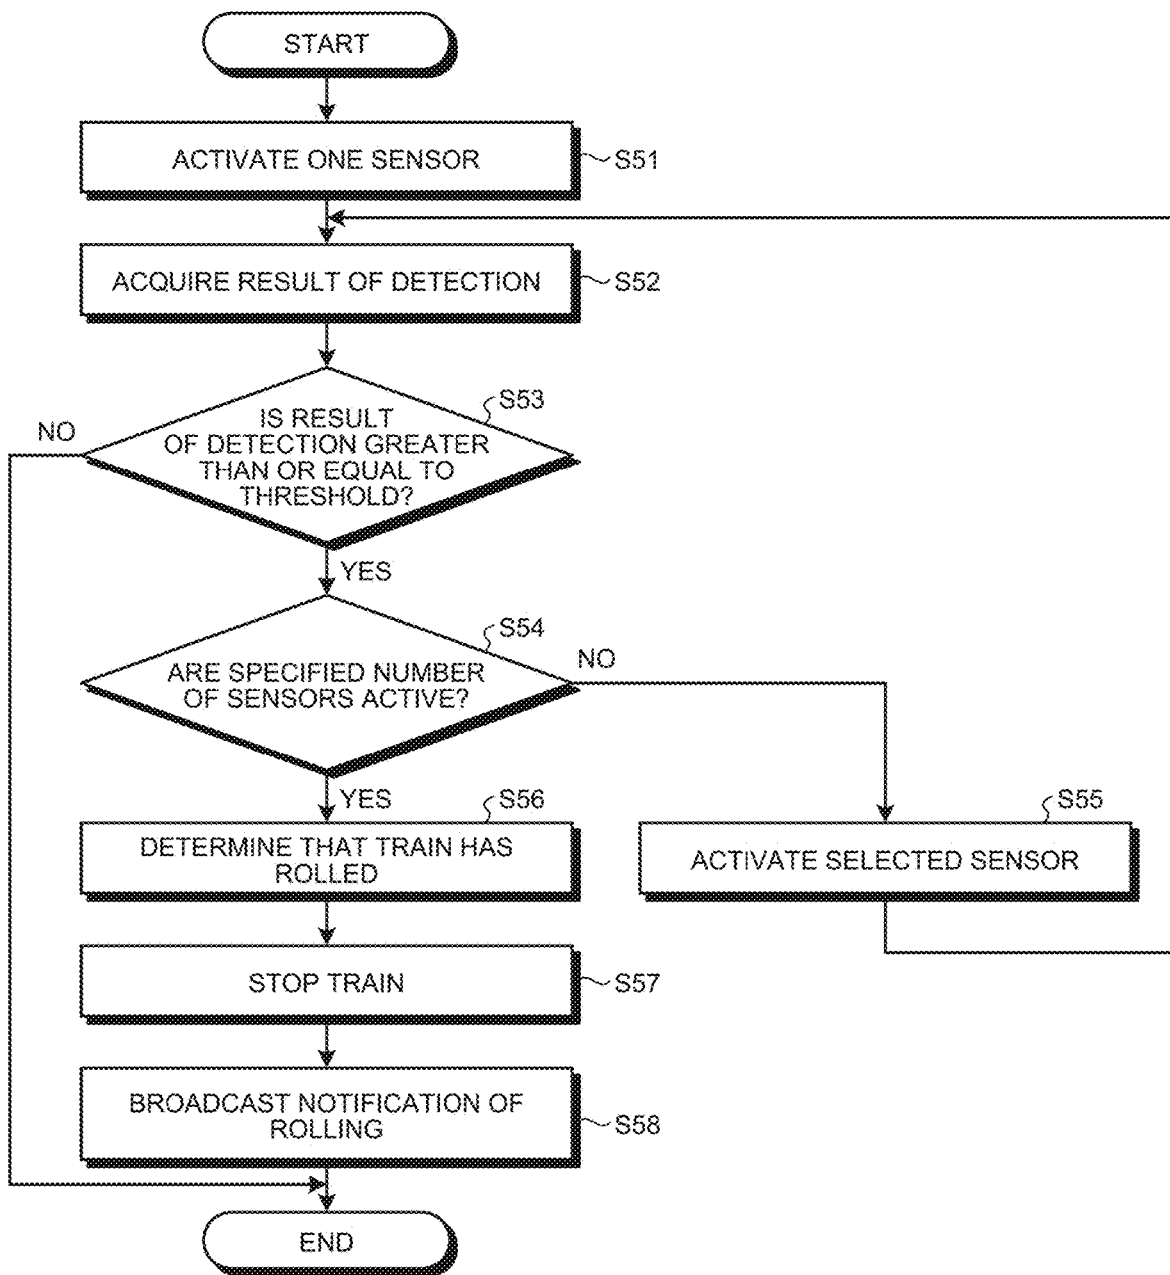 START
ACTIVATE ONE SENSOR
S51
ACQUIRE RESULT OF DETECTION
S52
S53
IS RESULT
OF DETECTION GREATER
THAN OR EQUAL TO
THRESHOLD?
NO
YES
S54
ARE SPECIFIED NUMBER
OF SENSORS ACTIVE?
NO
YES
S56
DETERMINE THAT TRAIN HAS
ROLLED
S55
ACTIVATE SELECTED SENSOR
STOP TRAIN
S57
BROADCAST NOTIFICATION OF
ROLLING
S58
END